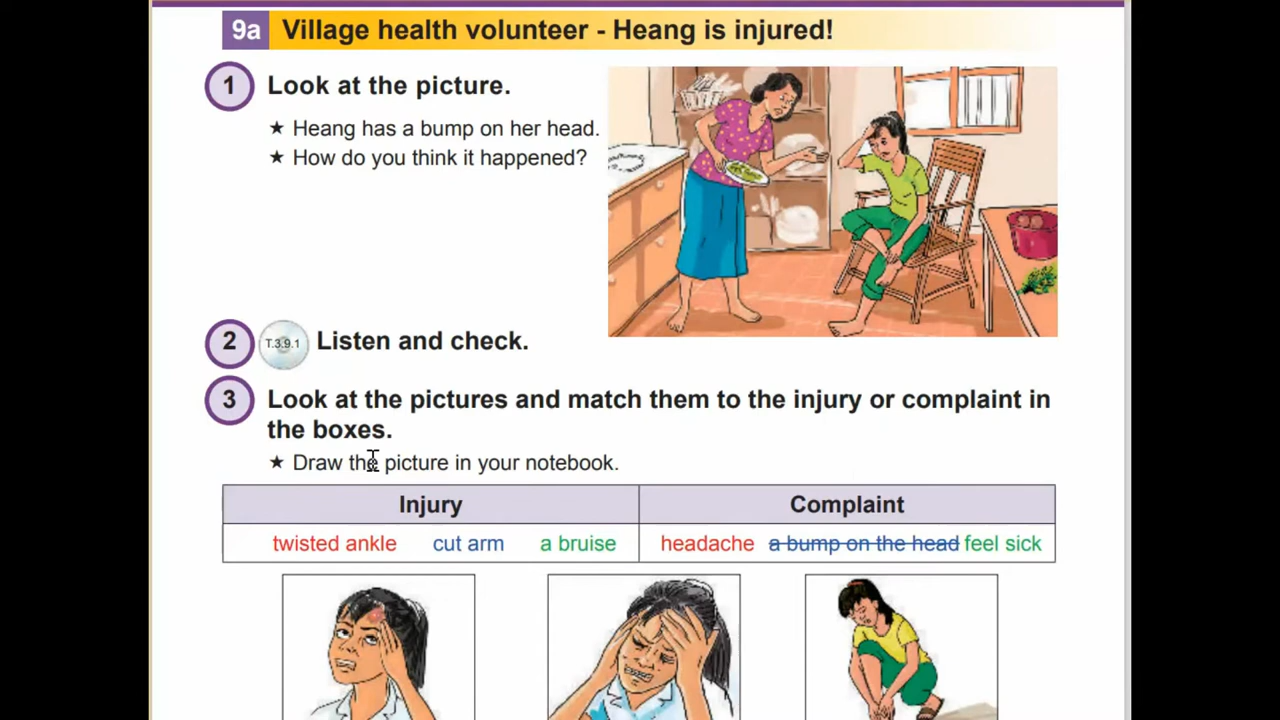 9a Village health volunteer - Heang is injured!
1 Look at the picture.
★ Heang has a bump on her head.
★ How do you think it happened?
2 T.3.9.1 Listen and check.
3 Look at the pictures and match them to the injury or complaint in
the boxes.
★ Draw the picture in your notebook.
Injury Complaint
twisted ankle cut arm a bruise headache a bump on the head feel sick